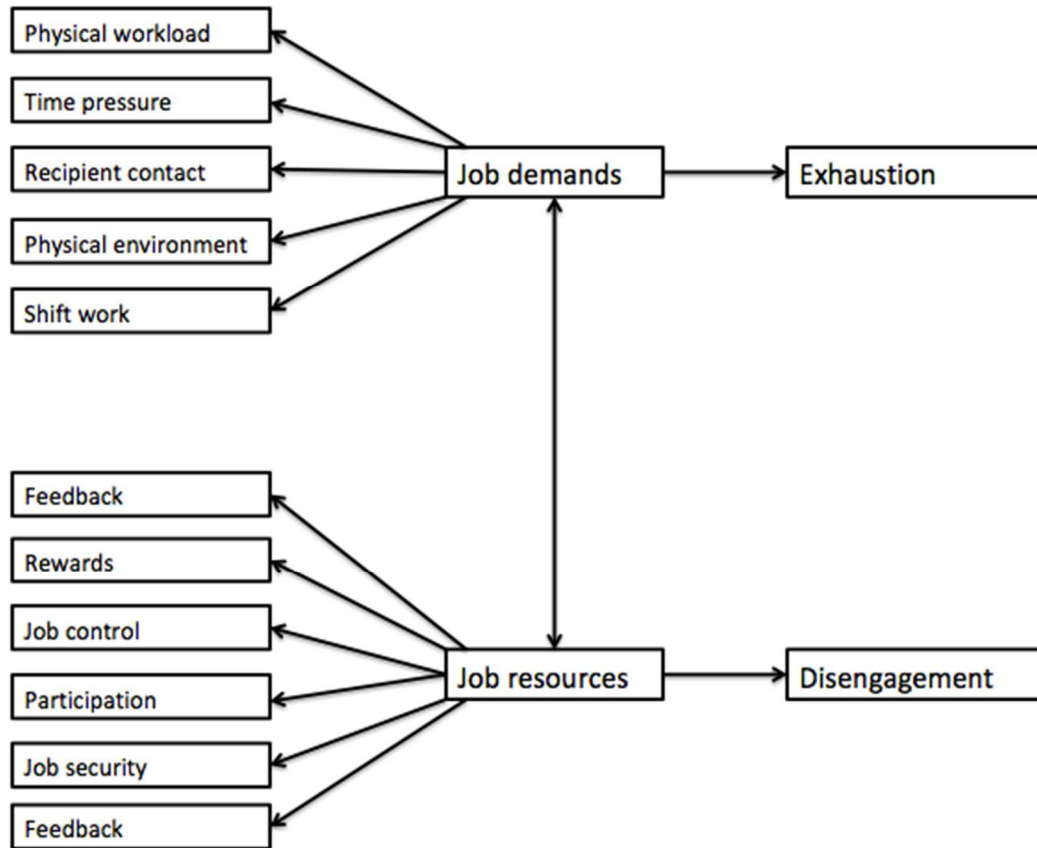 Physical workload
Time pressure
Recipient contact
Physical environment
Shift work
Job demands
Exhaustion
Feedback
Rewards
Job control
Participation
Job security
Feedback
Job resources
Disengagement